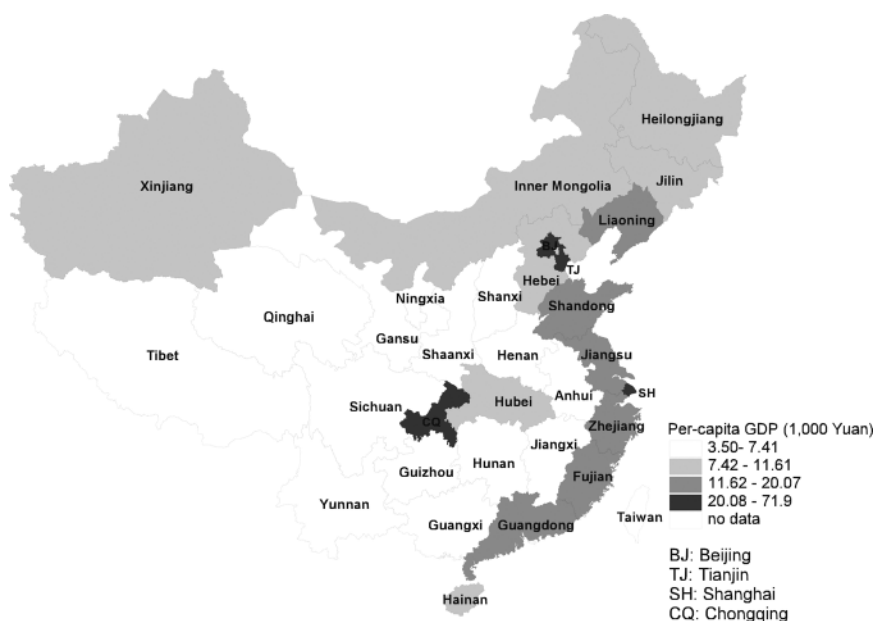 Heilongjiang
Jilin
Inner Mongolia
Xinjiang
Liaoning
BJ
TJ
Hebei
Ningxia
Shanxi
Shandong
Qinghai
Gansu
Tibet
Shaanxi
Henan
Jiangsu
Sichuan
Hubei
Anhui
SH
CQ
Zhejiang
Jiangxi
Guizhou
Hunan
Fujian
Yunnan
Guangxi
Guangdong
Taiwan
Hainan
Per-capita GDP (1,000 Yuan)
3.50- 7.41
7.42 - 11.61
11.62 - 20.07
20.08 - 71.9
no data
BJ: Beijing
TJ: Tianjin
SH: Shanghai
CQ: Chongqing